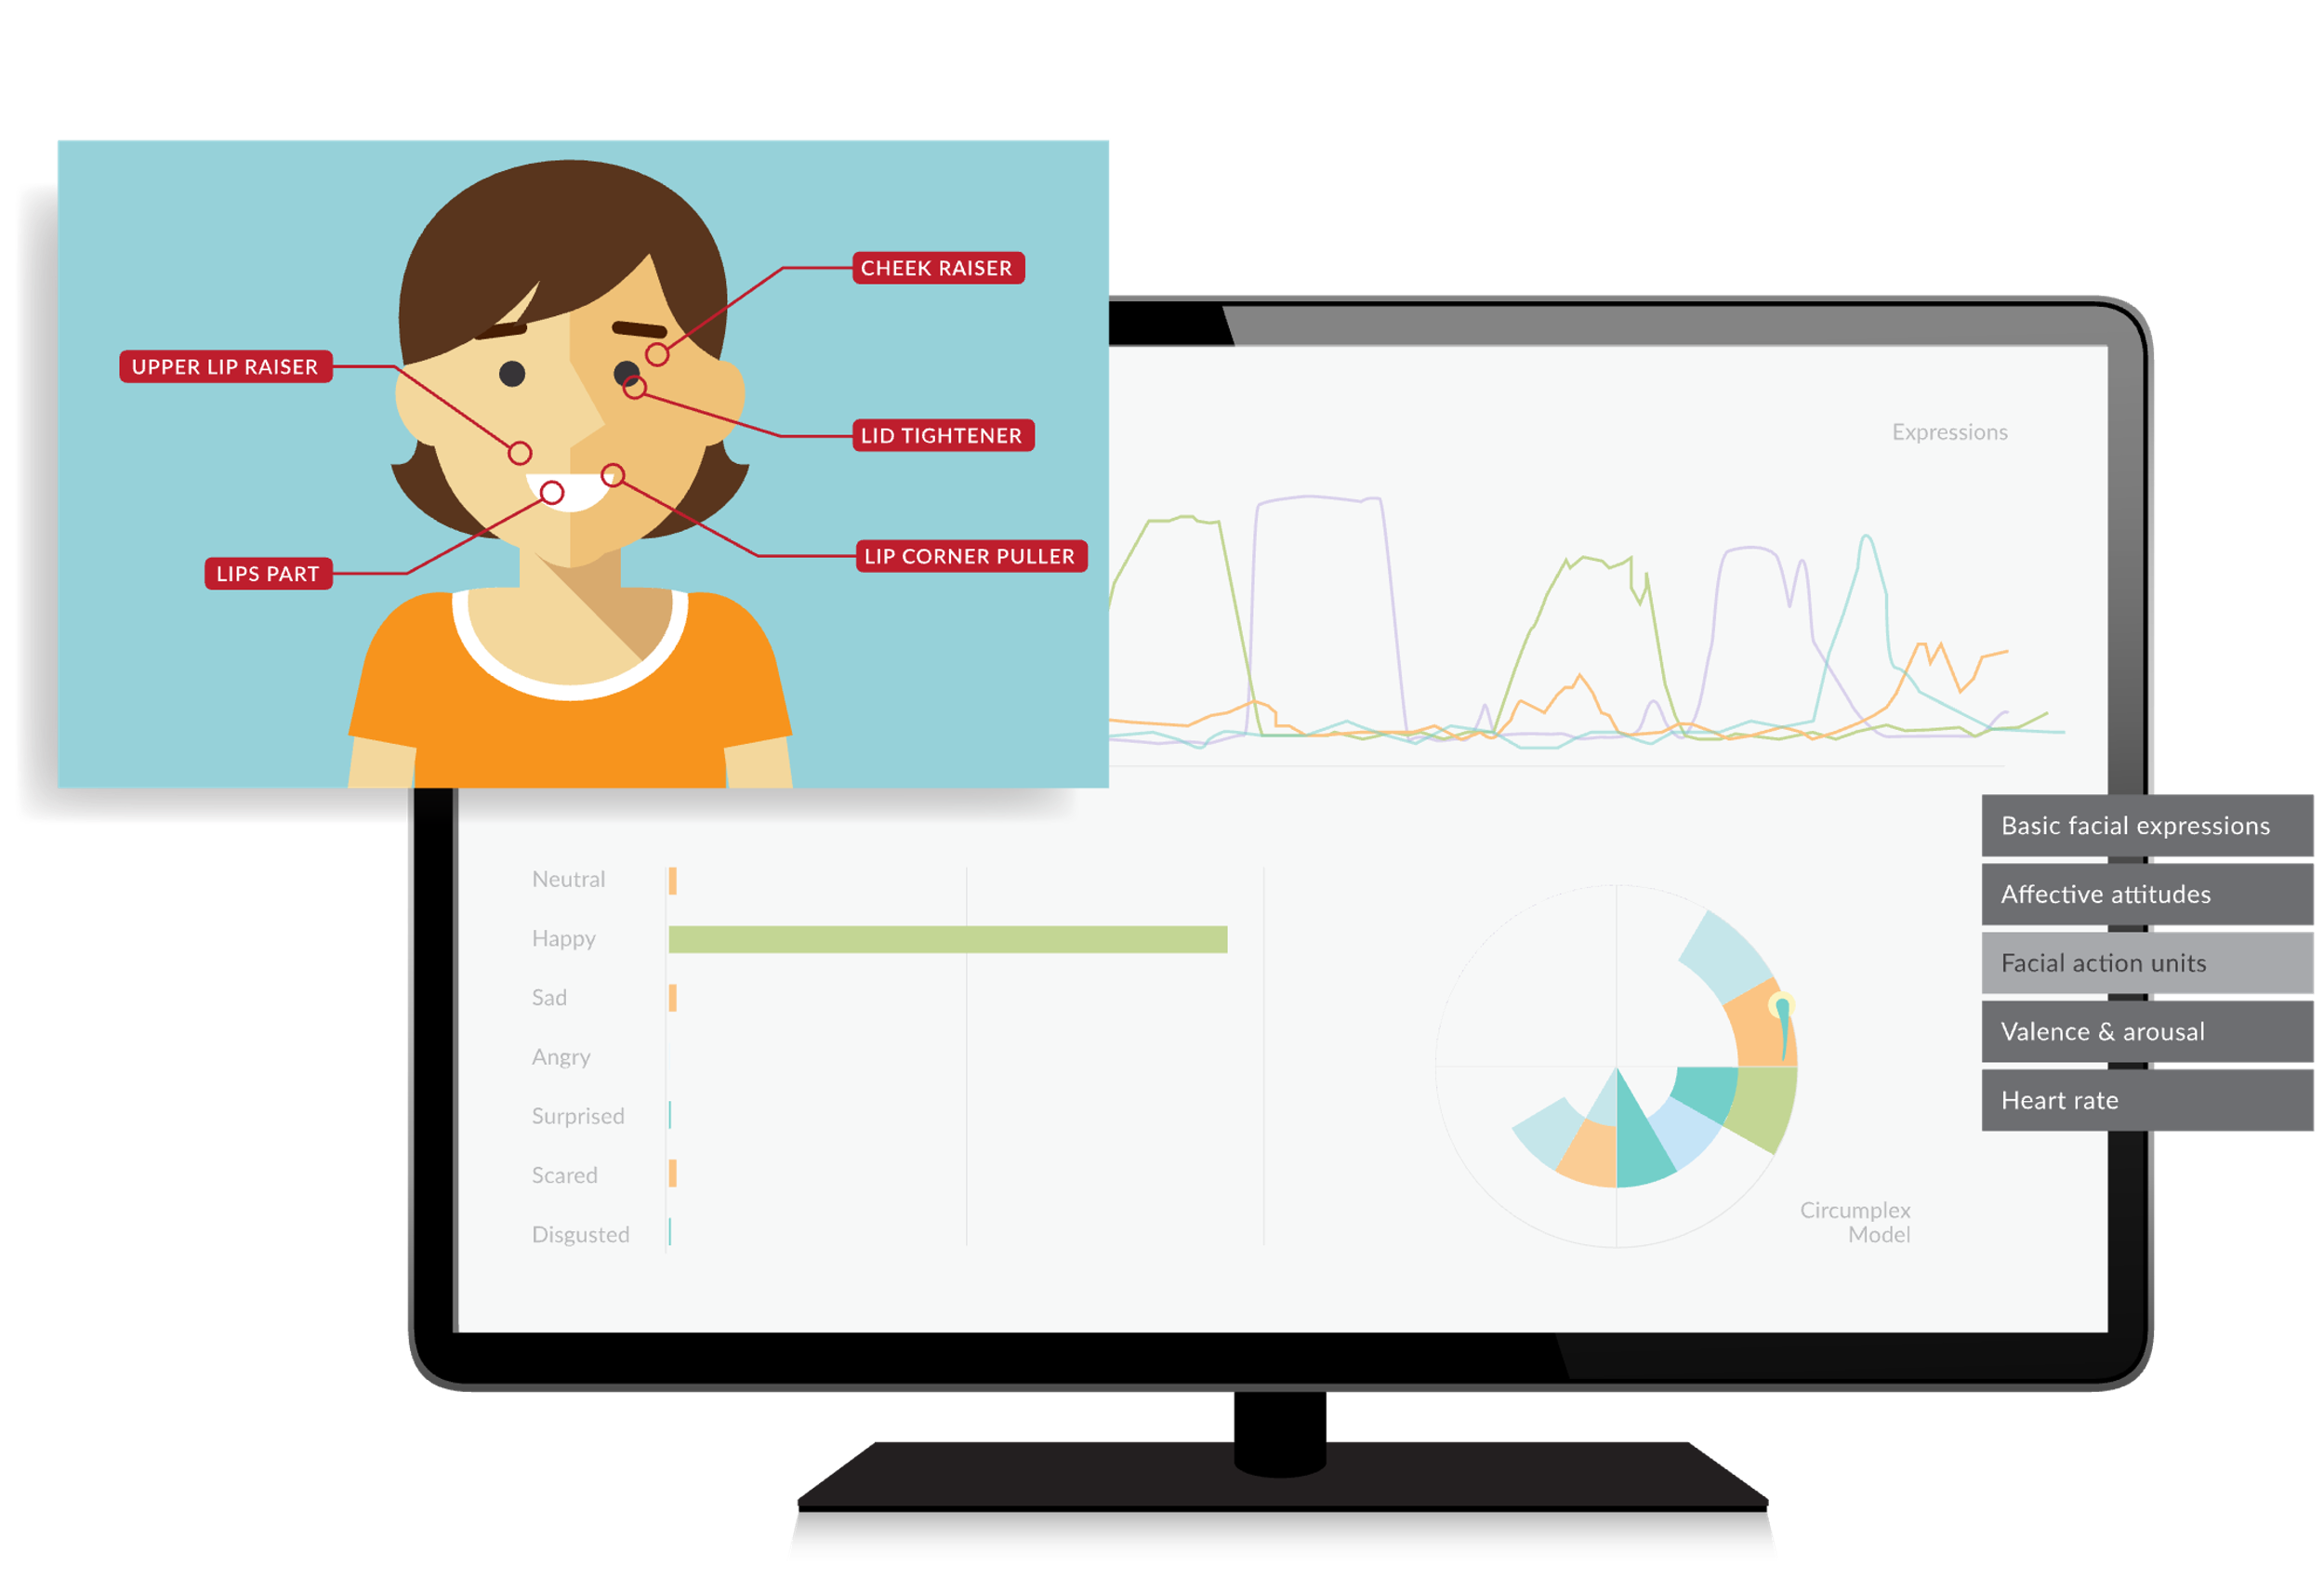 CHEEK RAISER
UPPER LIP RAISER
LID TIGHTENER
LIP CORNER PULLER
LIPS PART
Expressions
Neutral
Happy
Sad
Angry
Surprised
Scared
Disgusted
Circumplex
Model
Basic facial expressions
Affective attitudes
Facial action units
Valence & arousal
Heart rate